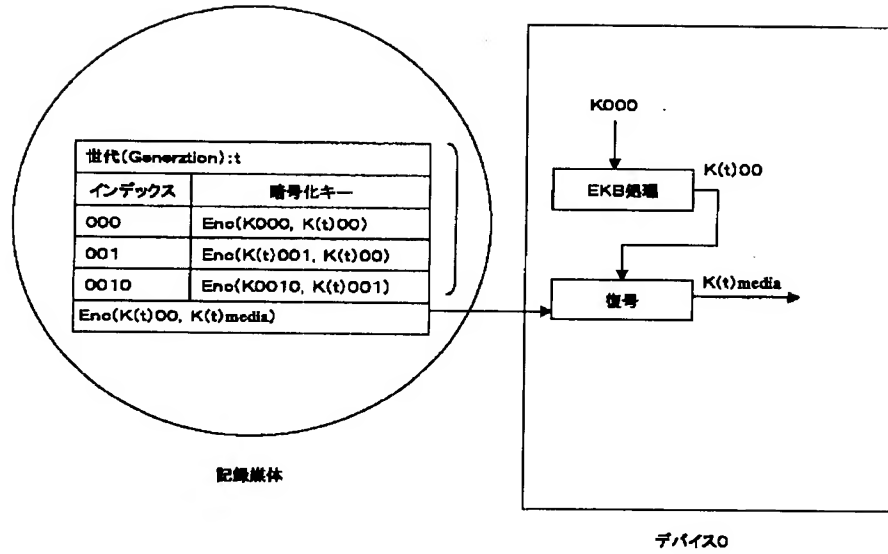 世代(Generztion):t
インデックス 暗号化キー
000 Enc(K000, K(t)00)
001 Enc(K(t)001, K(t)00)
0010 Enc(K0010, K(t)001)
Enc(K(t)00, K(t)media)
記録媒体
K000
EKB処理
K(t)00
復号
K(t)media
デバイス0